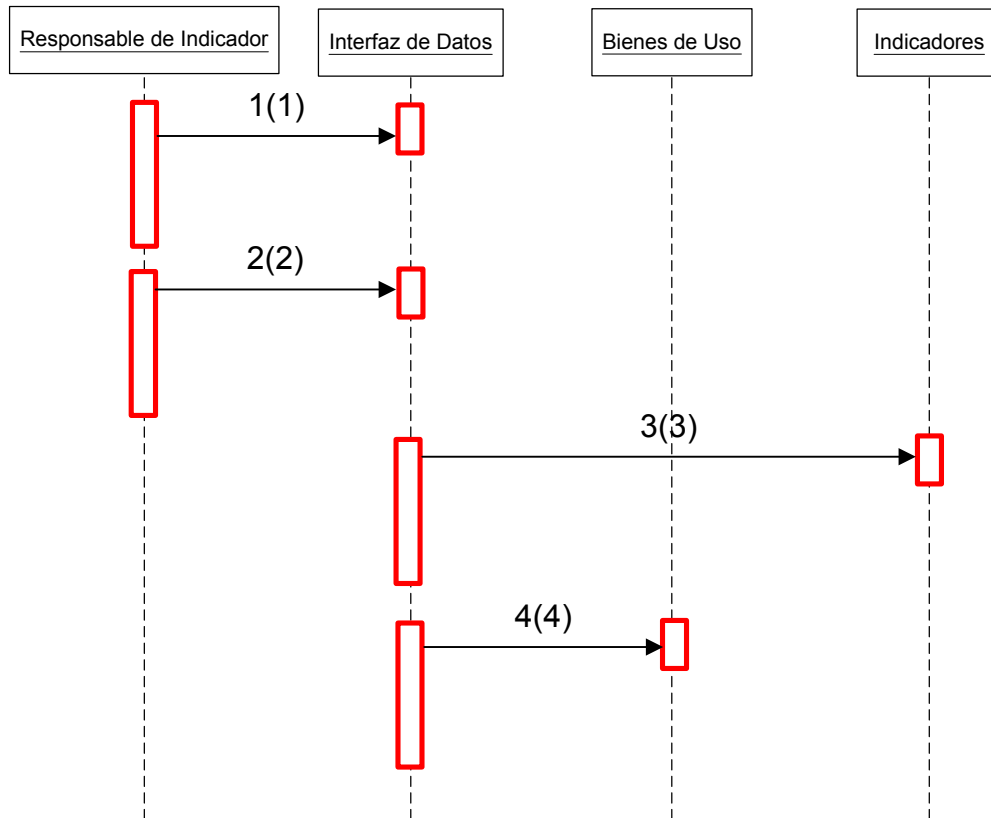 Responsable de Indicador
Interfaz de Datos
Bienes de Uso
Indicadores
1(1)
2(2)
3(3)
4(4)